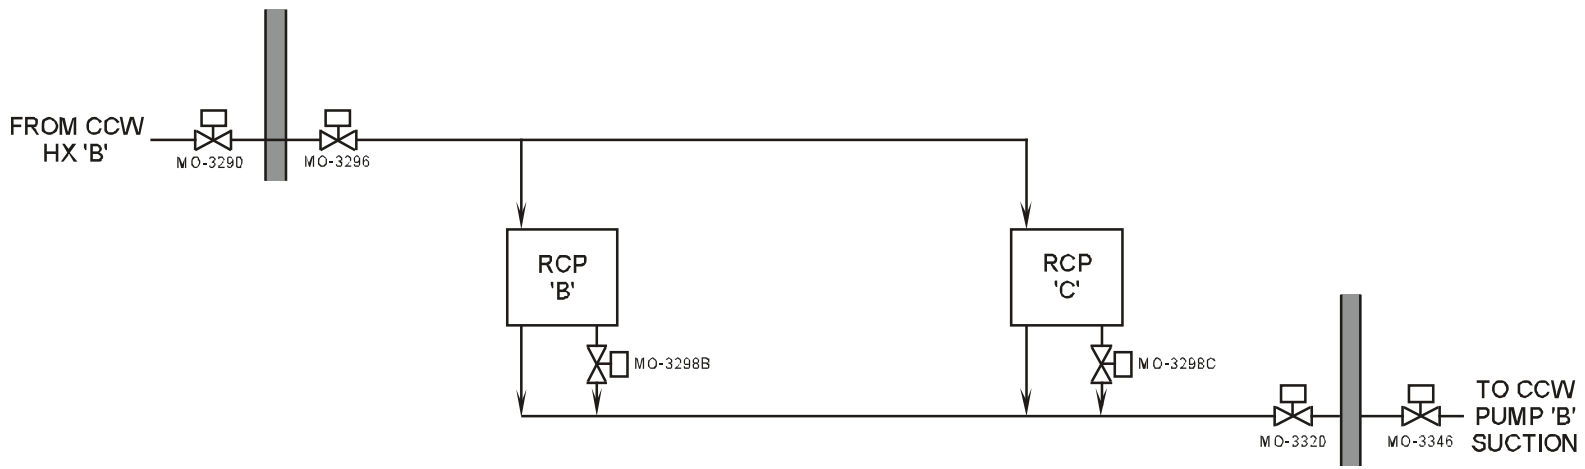 FROM CCW
HX 'B'
MO-3290
MO-3296
RCP
'B'
RCP
'C'
MO-3298B
MO-3298C
MO-3320
MO-3346
TO CCW
PUMP 'B'
SUCTION